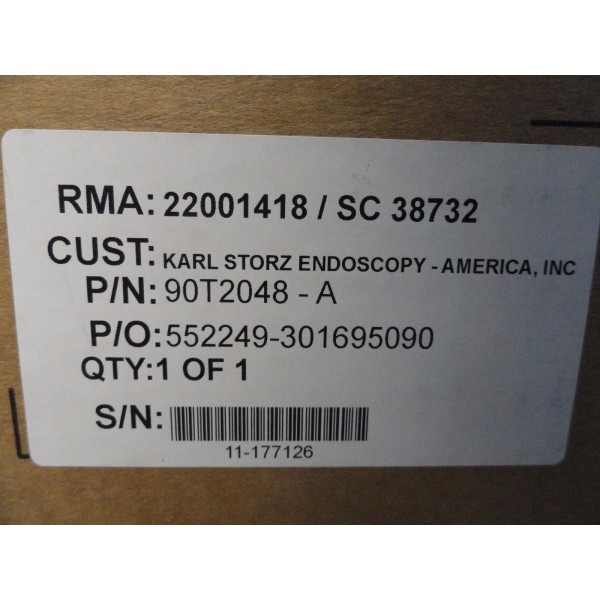 RMA: 22001418 / SC 38732
CUST: KARL STORZ ENDOSCOPY - AMERICA, INC
P/N: 90T2048 - A
P/O: 552249-301695090
QTY:1 OF 1
S/N:
11-177126